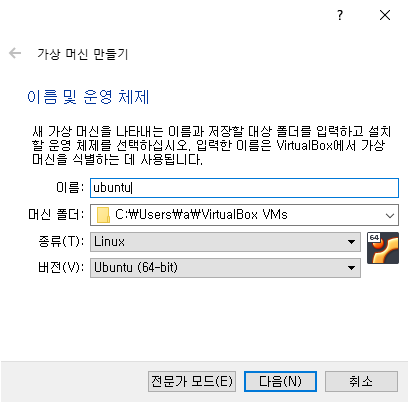 ?
가상 머신 만들기
이름 및 운영 체제
새 가상 머신을 나타내는 이름과 저장할 대상 폴더를 입력하고 설치
할 운영 체제를 선택하십시오. 입력한 이름은 VirtualBox에서 가상
머신을 식별하는 데 사용됩니다.
이름: ubuntu
머신 폴더: C:₩Users₩a₩VirtualBox VMs
종류(T): Linux
64
버전(V): Ubuntu (64-bit)
전문가 모드(E) 다음(N) 취소